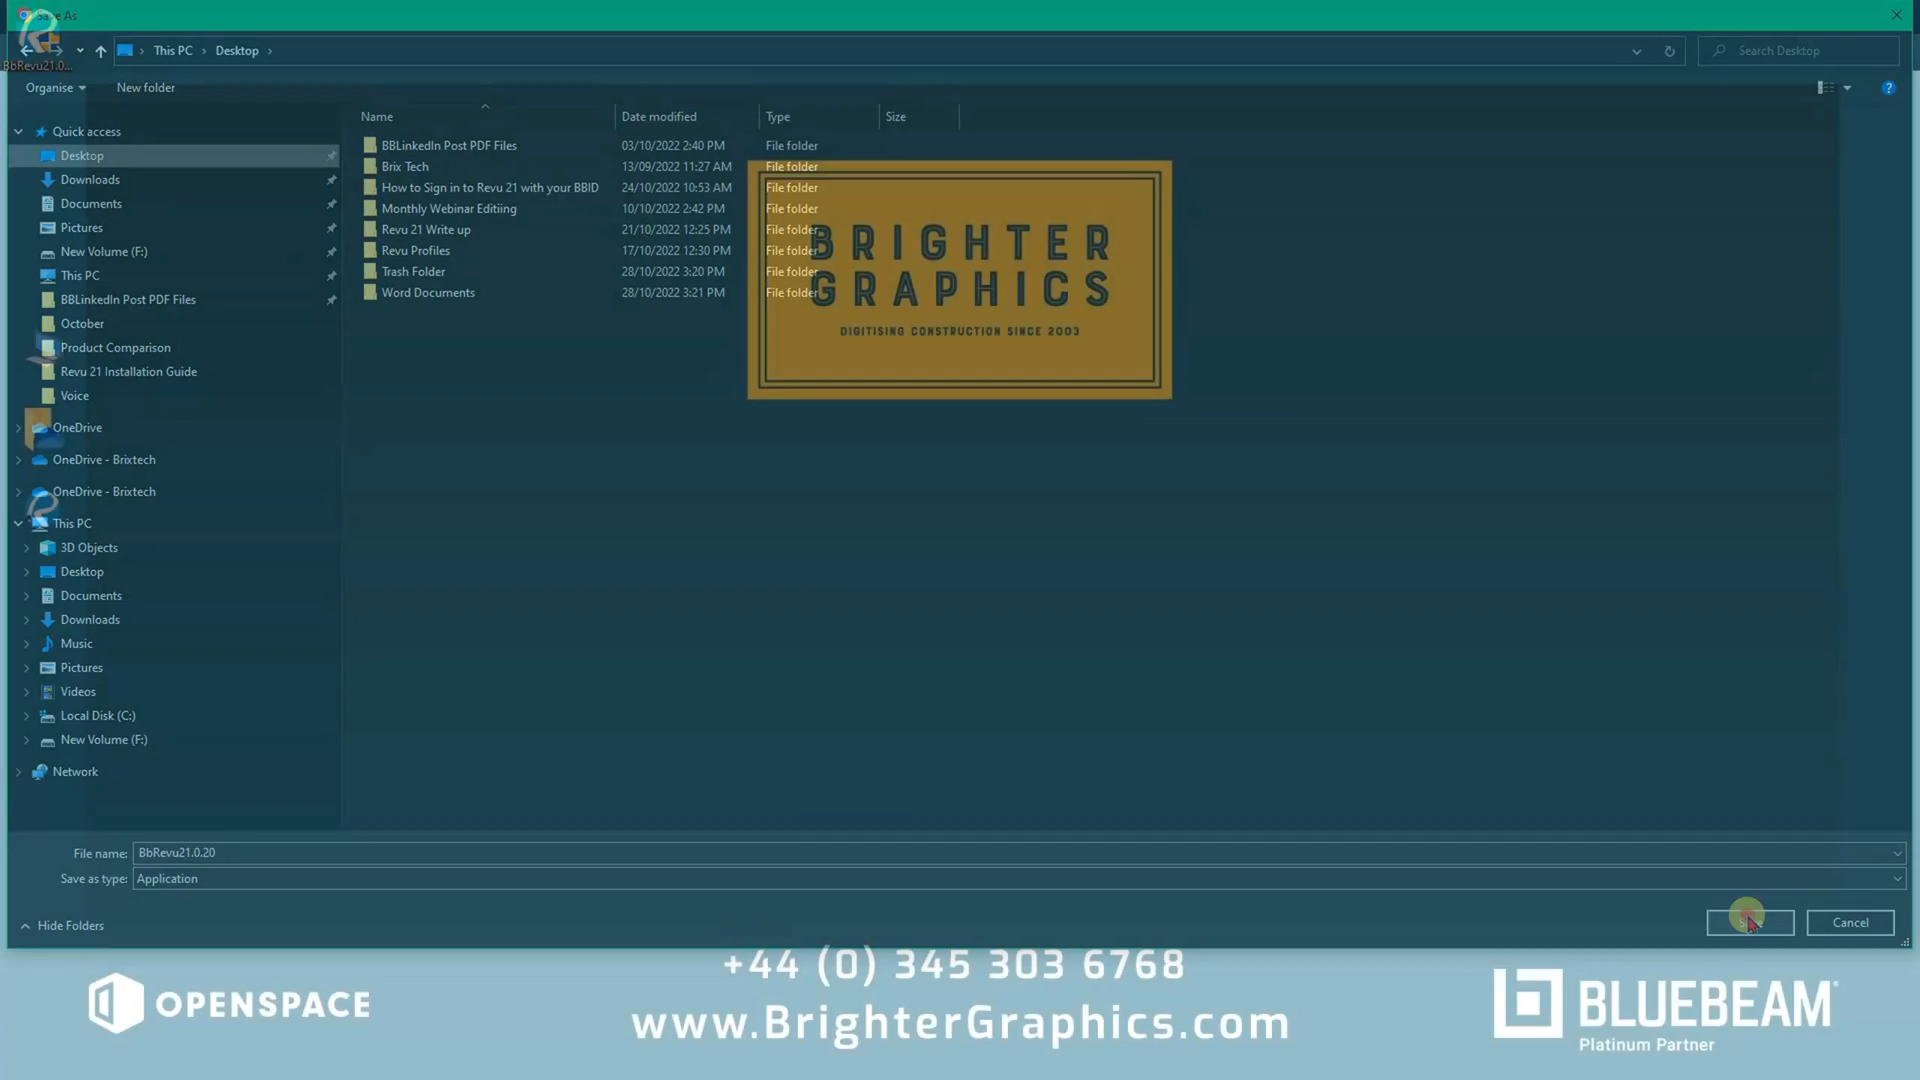 Save As
BbRevu21.0...
This PC
Desktop
Search Desktop
Organise
New folder
?
Name
Date modified
Type
Size
Quick access
Desktop
Downloads
Documents
Pictures
New Volume (F:)
This PC
BBLinkedIn Post PDF Files
October
Product Comparison
Revu 21 Installation Guide
Voice
OneDrive
OneDrive - Brixtech
OneDrive - Brixtech
This PC
3D Objects
Desktop
Documents
Downloads
Music
Pictures
Videos
Local Disk (C:)
New Volume (F:)
Network
BBLinkedIn Post PDF Files 03/10/2022 2:40 PM File folder
Brix Tech 13/09/2022 11:27 AM File folder
How to Sign in to Revu 21 with your BBID 24/10/2022 10:53 AM File folder
Monthly Webinar Editiing 10/10/2022 2:42 PM File folder
Revu 21 Write up 21/10/2022 12:25 PM File folder
Revu Profiles 17/10/2022 12:30 PM File folder
Trash Folder 28/10/2022 3:20 PM File folder
Word Documents 28/10/2022 3:21 PM File folder
BRIGHTER
GRAPHICS
DIGITISING CONSTRUCTION SINCE 2003
File name: BbRevu21.0.20
Save as type: Application
Hide Folders
Cancel
+44 (0) 345 303 6768
www.BrighterGraphics.com
OPENSPACE
BLUEBEAM
Platinum Partner